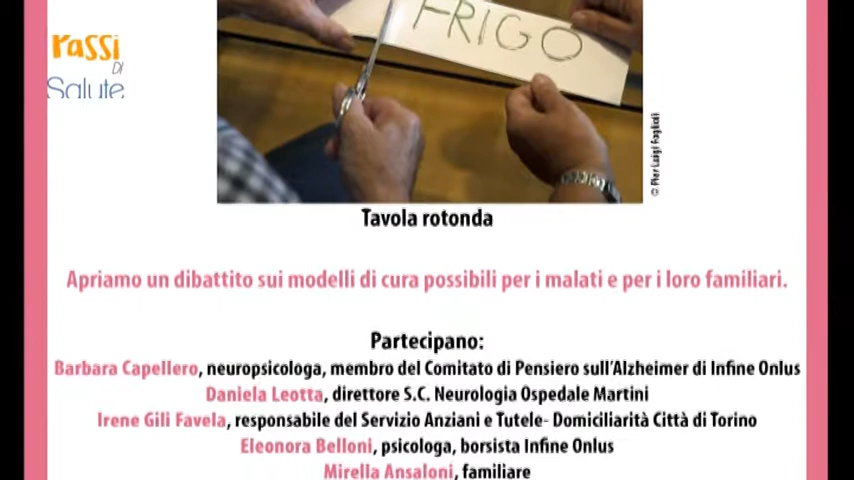 rassi
DI
Salute
FRIGO
© Pier Luigi Fogliati
Tavola rotonda
Apriamo un dibattito sui modelli di cura possibili per i malati e per i loro familiari.
Partecipano:
Barbara Capellero, neuropsicologa, membro del Comitato di Pensiero sull'Alzheimer di Infine Onlus
Daniela Leotta, direttore S.C. Neurologia Ospedale Martini
Irene Gili Favela, responsabile del Servizio Anziani e Tutele- Domiciliarità Città di Torino
Eleonora Belloni, psicologa, borsista Infine Onlus
Mirella Ansaloni, familiare